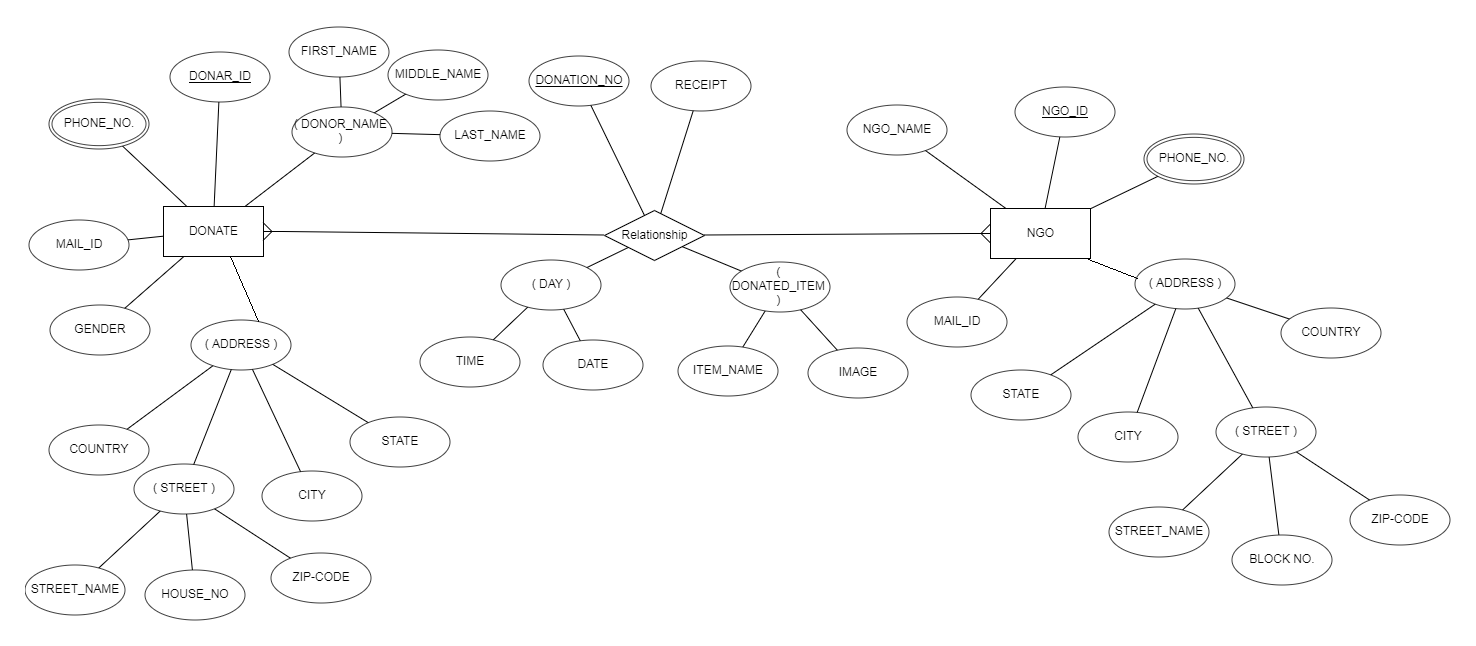 FIRST_NAME
DONAR_ID
MIDDLE_NAME
DONATION_NO
RECEIPT
PHONE_NO.
( DONOR_NAME
)
LAST_NAME
NGO_NAME
NGO_ID
PHONE_NO.
MAIL_ID
DONATE
Relationship
NGO
GENDER
( DAY )
(
DONATED_ITEM
)
( ADDRESS )
MAIL_ID
COUNTRY
( ADDRESS )
TIME
DATE
ITEM_NAME
IMAGE
STATE
COUNTRY
STATE
CITY
( STREET )
( STREET )
CITY
STREET_NAME
BLOCK NO.
ZIP-CODE
STREET_NAME
HOUSE_NO
ZIP-CODE